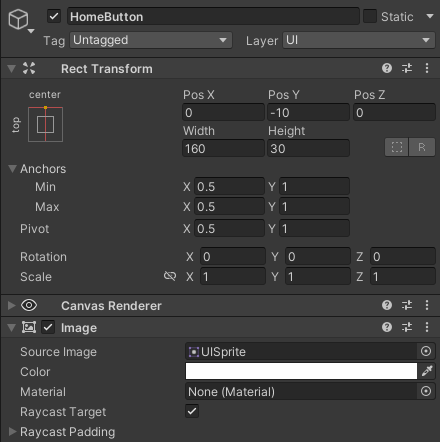 HomeButton Static
Tag Untagged Layer UI
Rect Transform
center
top
Pos X Pos Y Pos Z
0 -10 0
Width Height
160 30
R
Anchors
Min X 0.5 Y 1
Max X 0.5 Y 1
Pivot X 0.5 Y 1
Rotation X 0 Y 0 Z 0
Scale X 1 Y 1 Z 1
Canvas Renderer
Image
Source Image UISprite
Color
Material None (Material)
Raycast Target
Raycast Padding